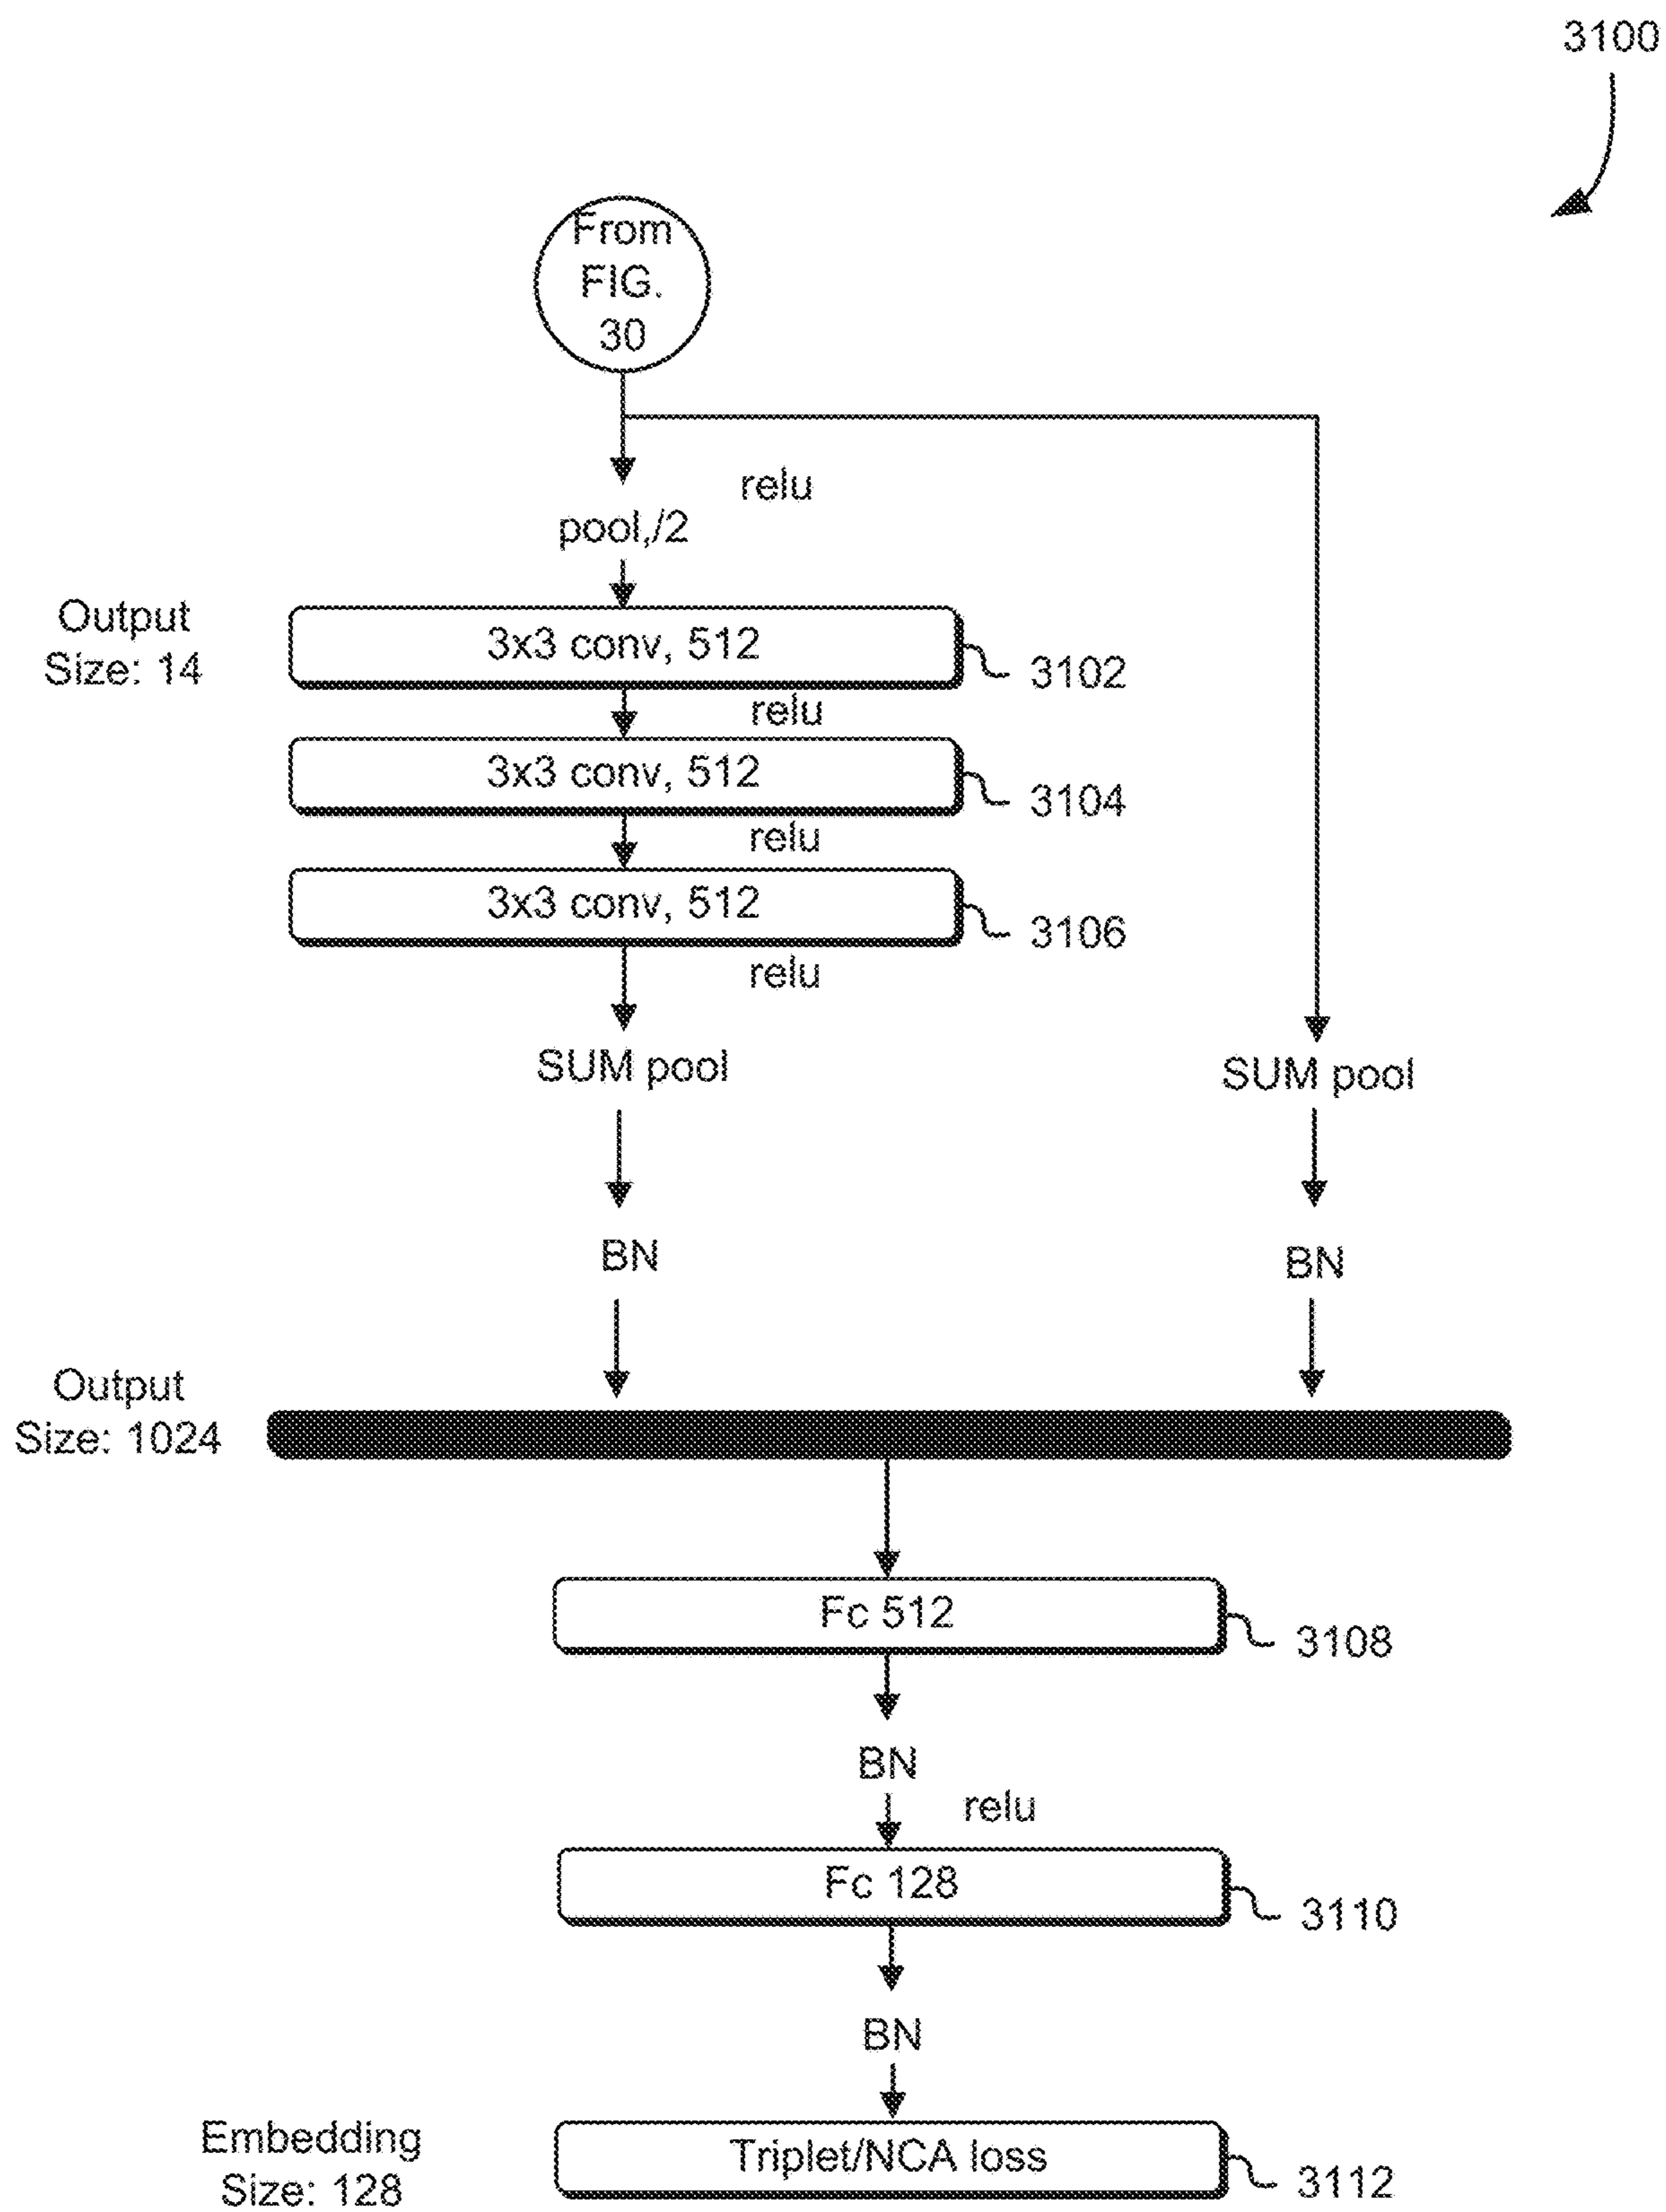 3100
From
FIG.
30
relu
pool,/2
Output
Size: 14
3x3 conv, 512
3102
relu
3x3 conv, 512
3104
relu
3x3 conv, 512
3106
relu
SUM pool
SUM pool
BN
BN
Output
Size: 1024
Fc 512
3108
BN
relu
Fc 128
3110
BN
Embedding
Size: 128
Triplet/NCA loss
3112